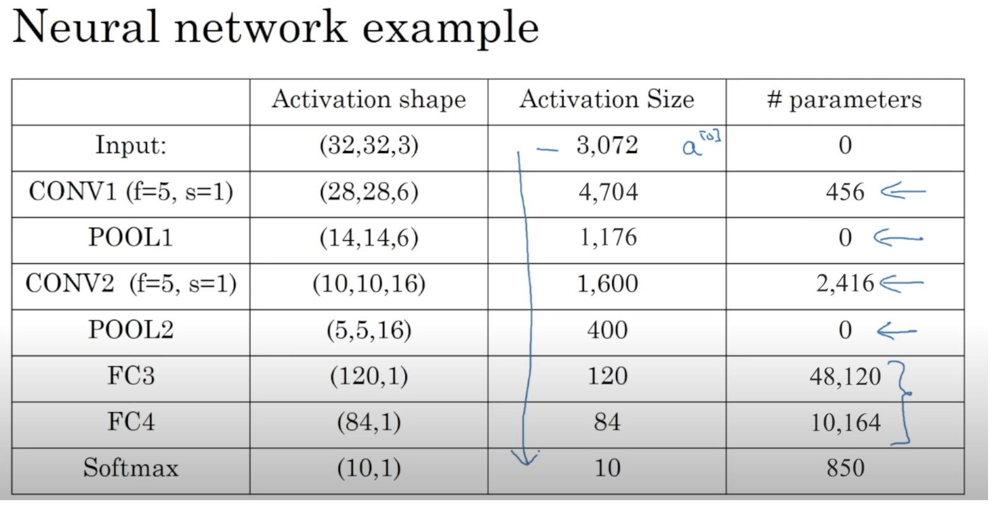 Neural network example
Activation shape Activation Size # parameters
Input: (32,32,3) — 3,072 a[0] 0
CONV1 (f=5, s=1) (28,28,6) 4,704 456 ←
POOL1 (14,14,6) 1,176 0 ←
CONV2 (f=5, s=1) (10,10,16) 1,600 2,416 ←
POOL2 (5,5,16) 400 0 ←
FC3 (120,1) 120 48,120
FC4 (84,1) 84 10,164
Softmax (10,1) 10 850